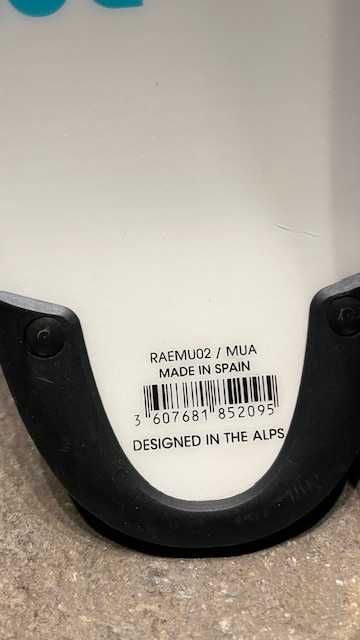 RAEMU02 / MUA
MADE IN SPAIN
3 607681 852095
DESIGNED IN THE ALPS